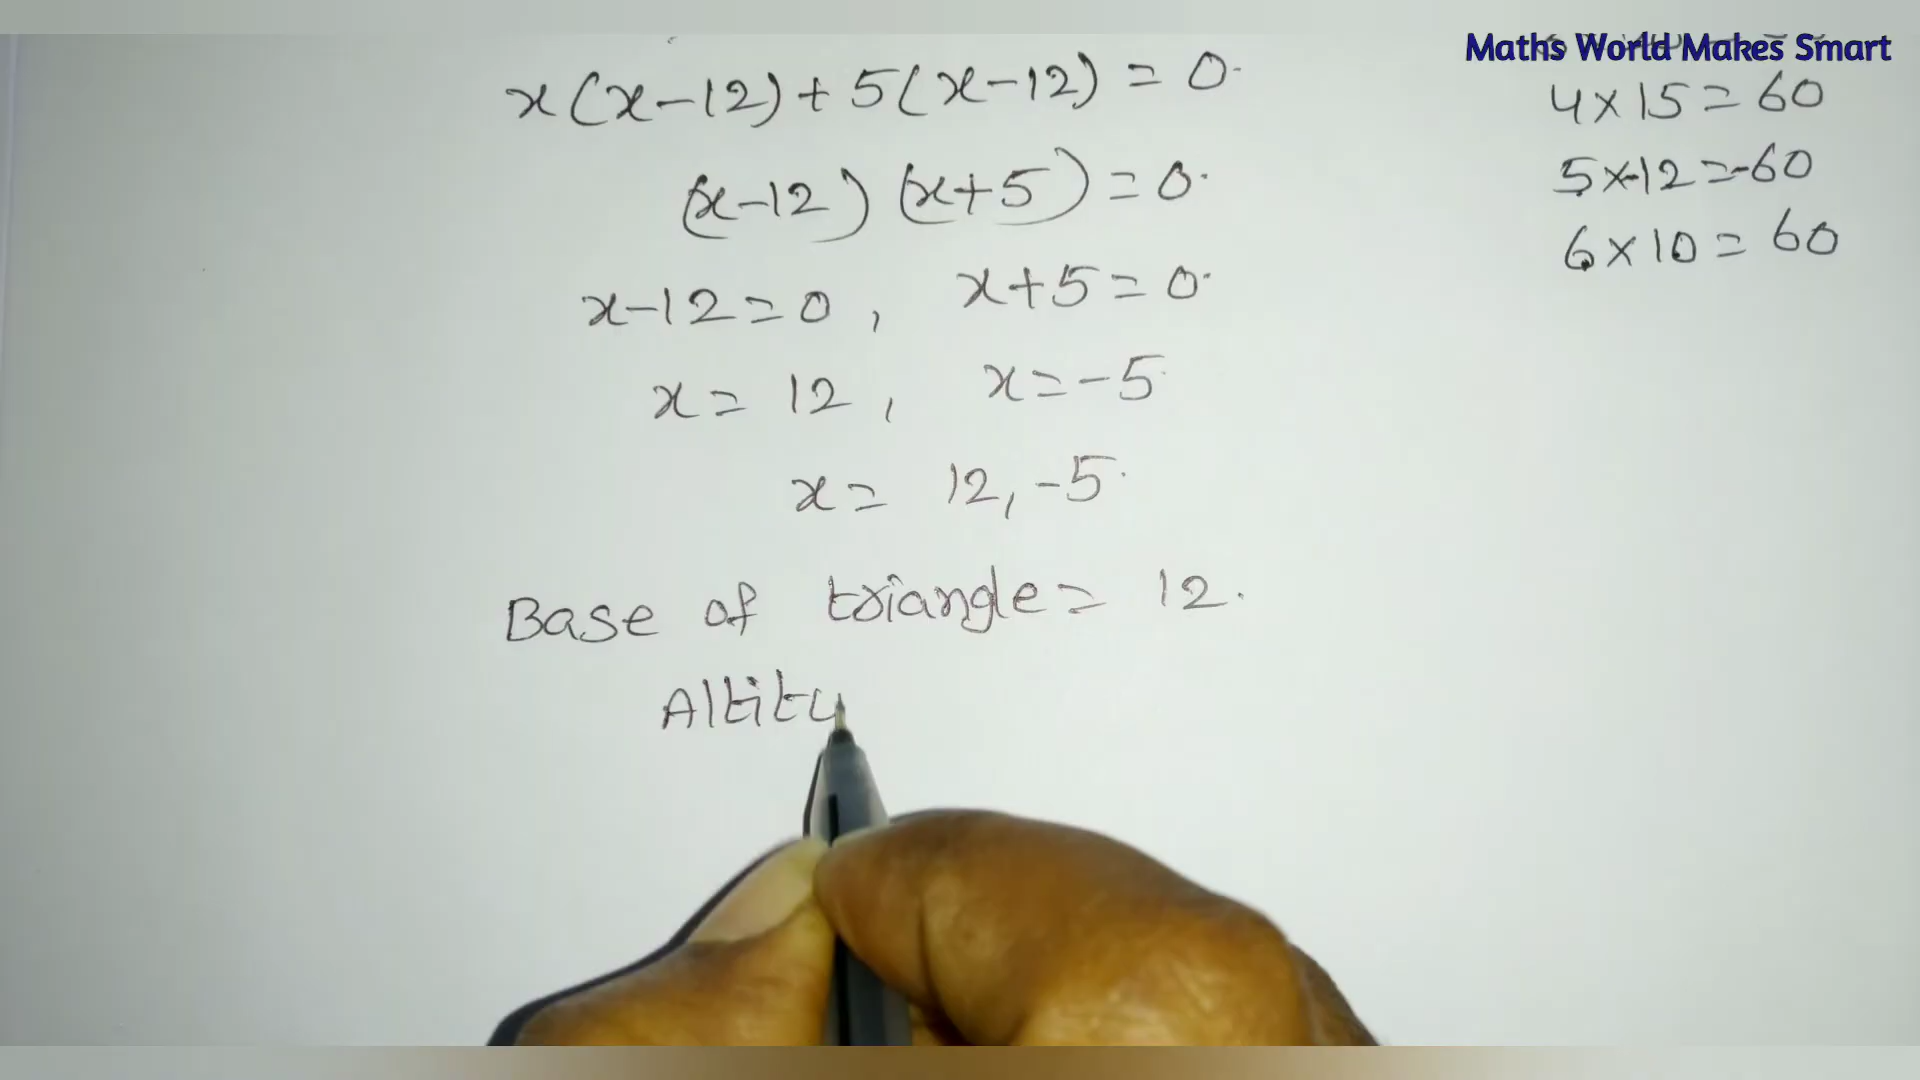 Maths World Makes Smart
x(x-12)+5(x-12) = 0.
(x-12) (x+5) = 0.
x-12=0, x+5=0.
x = 12, x=-5.
x = 12, -5.
Base of triangle = 12.
Altitu
4×15=60
5×-12=-60
6×10=60